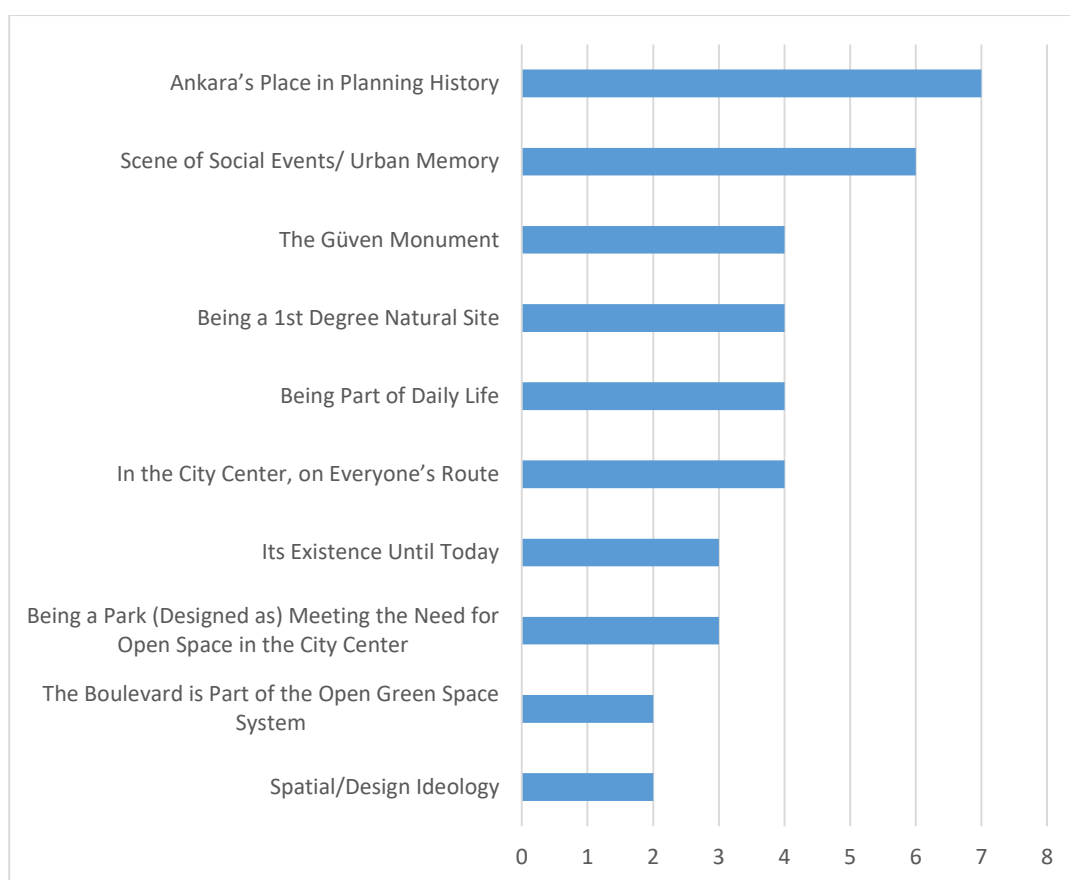 Ankara’s Place in Planning History
Scene of Social Events/ Urban Memory
The Güven Monument
Being a 1st Degree Natural Site
Being Part of Daily Life
In the City Center, on Everyone’s Route
Its Existence Until Today
Being a Park (Designed as) Meeting the Need for
Open Space in the City Center
The Boulevard is Part of the Open Green Space
System
Spatial/Design Ideology
0 1 2 3 4 5 6 7 8